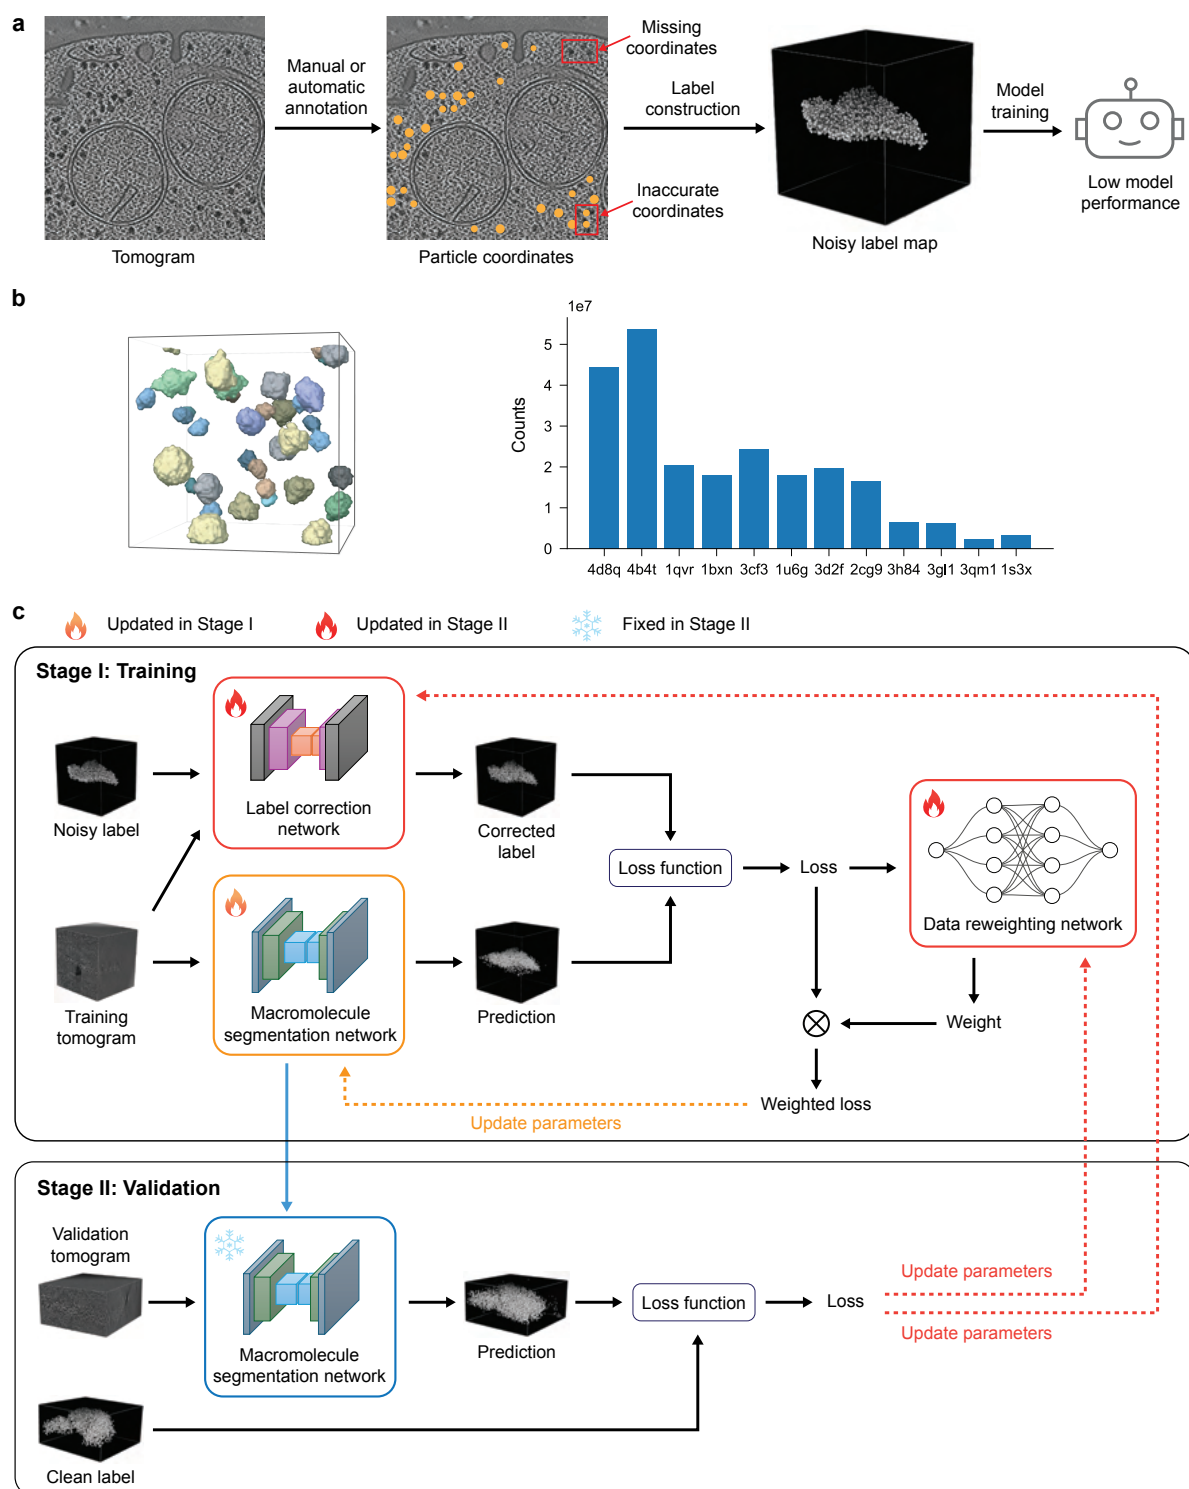 a
Missing
coordinates
Manual or
automatic
annotation
Label
construction
Model
training
Inaccurate
coordinates
Low model
performance
Tomogram
Particle coordinates
Noisy label map
b
1e7
Counts
5
4
3
2
1
0
4d8q 4b4t 1qvr 1bxn 3cf3 1u6g 3d2f 2cg9 3h84 3gl1 3qm1 1s3x
c
Updated in Stage I
Updated in Stage II
Fixed in Stage II
Stage I: Training
Noisy label
Label correction
network
Corrected
label
Loss function
Loss
Data reweighting network
Training
tomogram
Macromolecule
segmentation network
Prediction
Weight
Weighted loss
Update parameters
Stage II: Validation
Validation
tomogram
Macromolecule
segmentation network
Prediction
Loss function
Loss
Update parameters
Update parameters
Clean label